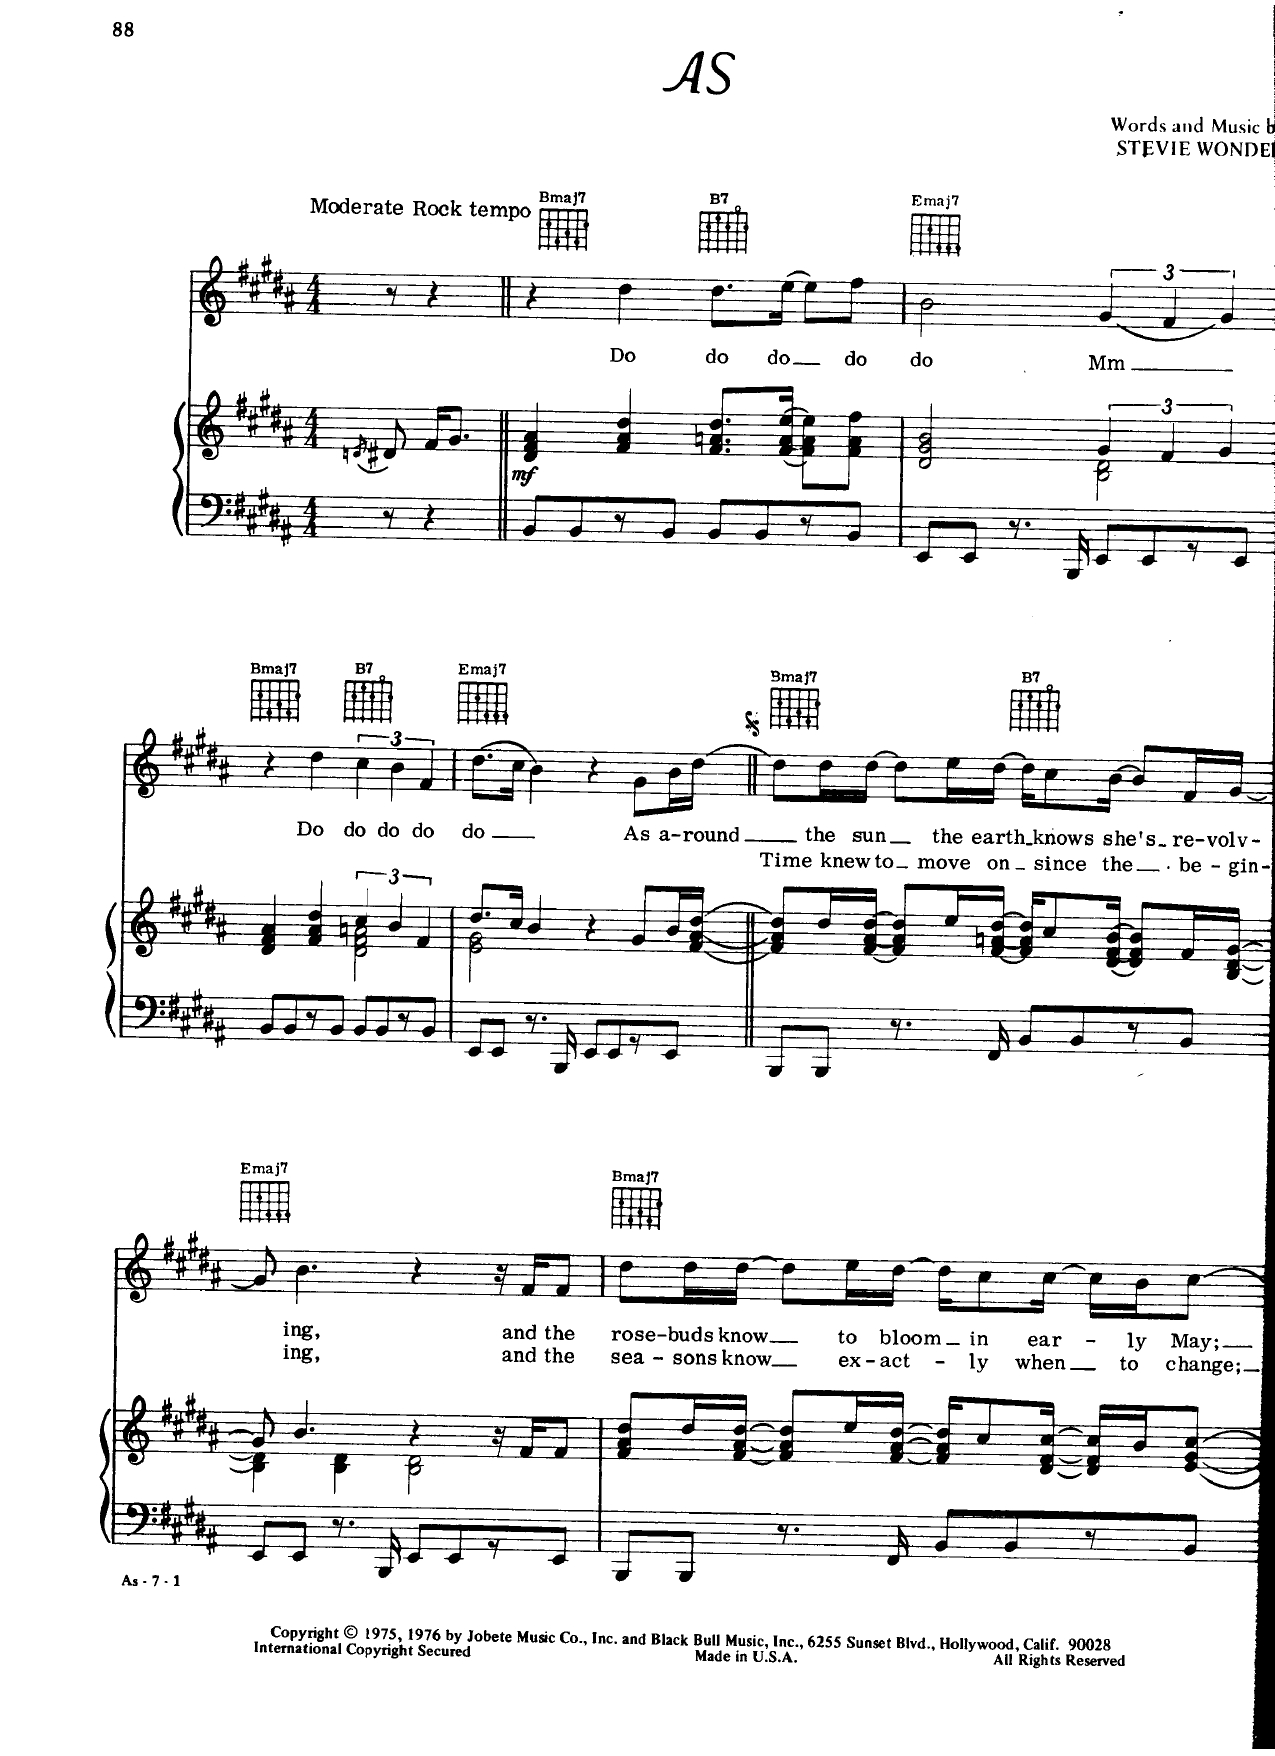 88
AS
Words and Music b
STEVIE WONDE
Moderate Rock tempo
Bmaj7 B7 Emaj7
3
Do do do do do Mm
3
mf
Bmaj7 B7 Emaj7 Bmaj7 B7
3
Do do do do do As a-round the sun the earth knows she's re-volv-
Time knew to move on since the be-gin-
3
Emaj7 Bmaj7
ing, and the rose-buds know to bloom in ear - ly May;
ing, and the sea - sons know ex-act - ly when to change;
As - 7 - 1
Copyright © 1975, 1976 by Jobete Music Co., Inc. and Black Bull Music, Inc., 6255 Sunset Blvd., Hollywood, Calif. 90028
International Copyright Secured Made in U.S.A. All Rights Reserved